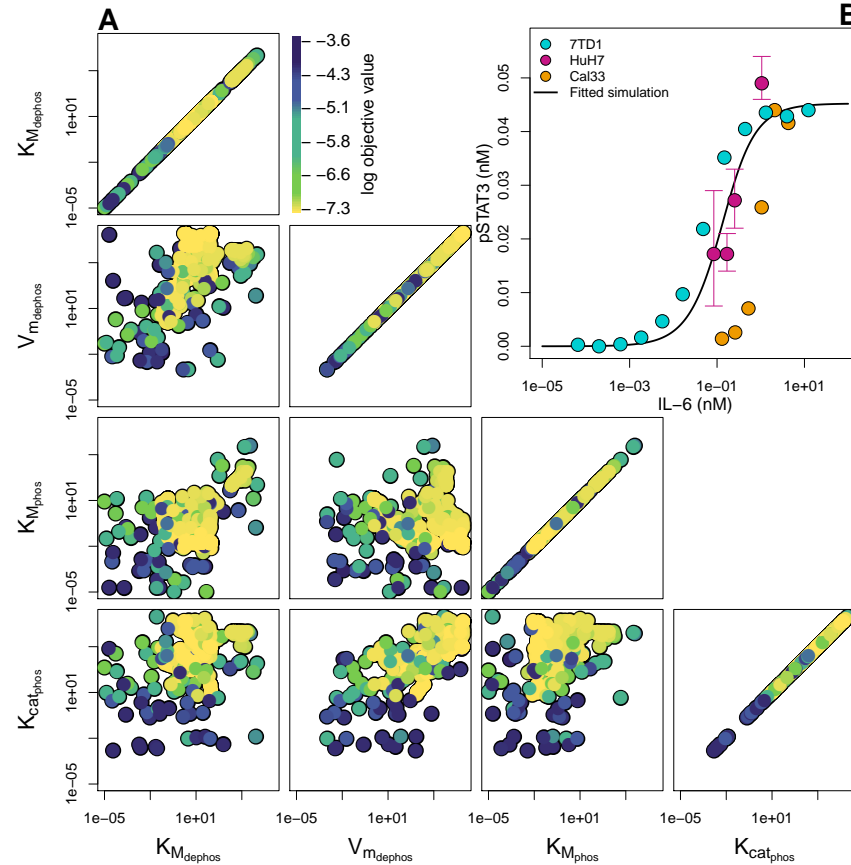 A
B
K_M_dephos
1e−05 1e+01
−3.6
−4.3
−5.1
−5.8
−6.6
−7.3
log objective value
7TD1
HuH7
Cal33
Fitted simulation
pSTAT3 (nM)
0.00 0.01 0.02 0.03 0.04 0.05
1e−05 1e−03 1e−01 1e+01
IL−6 (nM)
V_m_dephos
1e−05 1e+01
K_M_phos
1e−05 1e+01
K_cat_phos
1e−05 1e+01
1e−05 1e+01 1e−05 1e+01 1e−05 1e+01 1e−05 1e+01
K_M_dephos V_m_dephos K_M_phos K_cat_phos